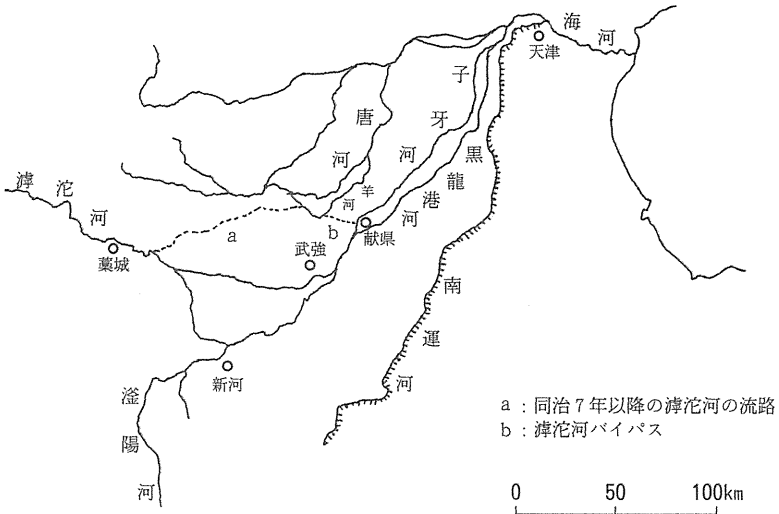 海河
天津
子牙河
唐河
黒龍港河
羊河
滹沱河
a
b
献県
藁城
武強
南運河
新河
滏陽河
a：同治7年以降の滹沱河の流路
b：滹沱河バイパス
0 50 100km